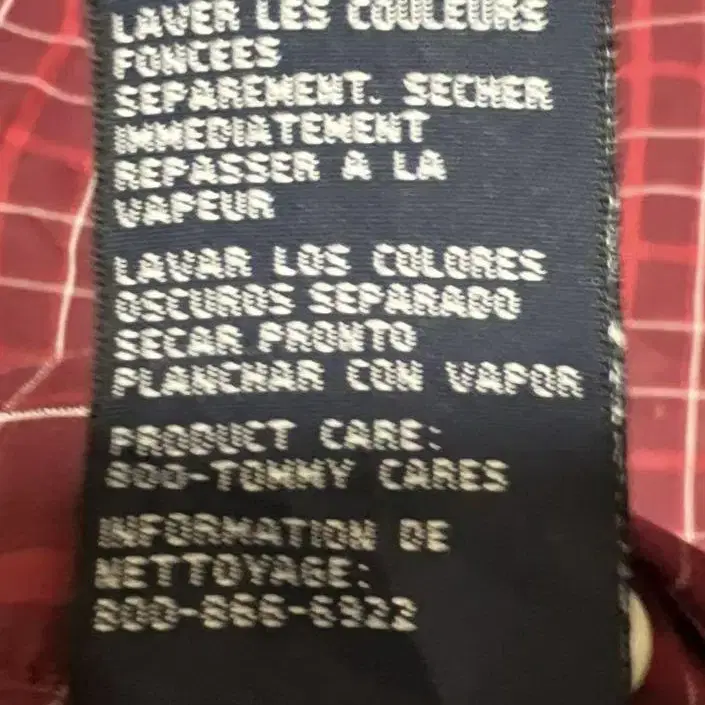 LAVER LES COULEURS
FONCEES
SEPAREMENT. SECHER
IMMEDIATEMENT
REPASSER A LA
VAPEUR
LAVAR LOS COLORES
OSCUROS SEPARADO
SECAR PRONTO
PLANCHAR CON VAPOR
PRODUCT CARE:
800-TOMMY CARES
INFORMATION DE
NETTOYAGE:
800-866-6922